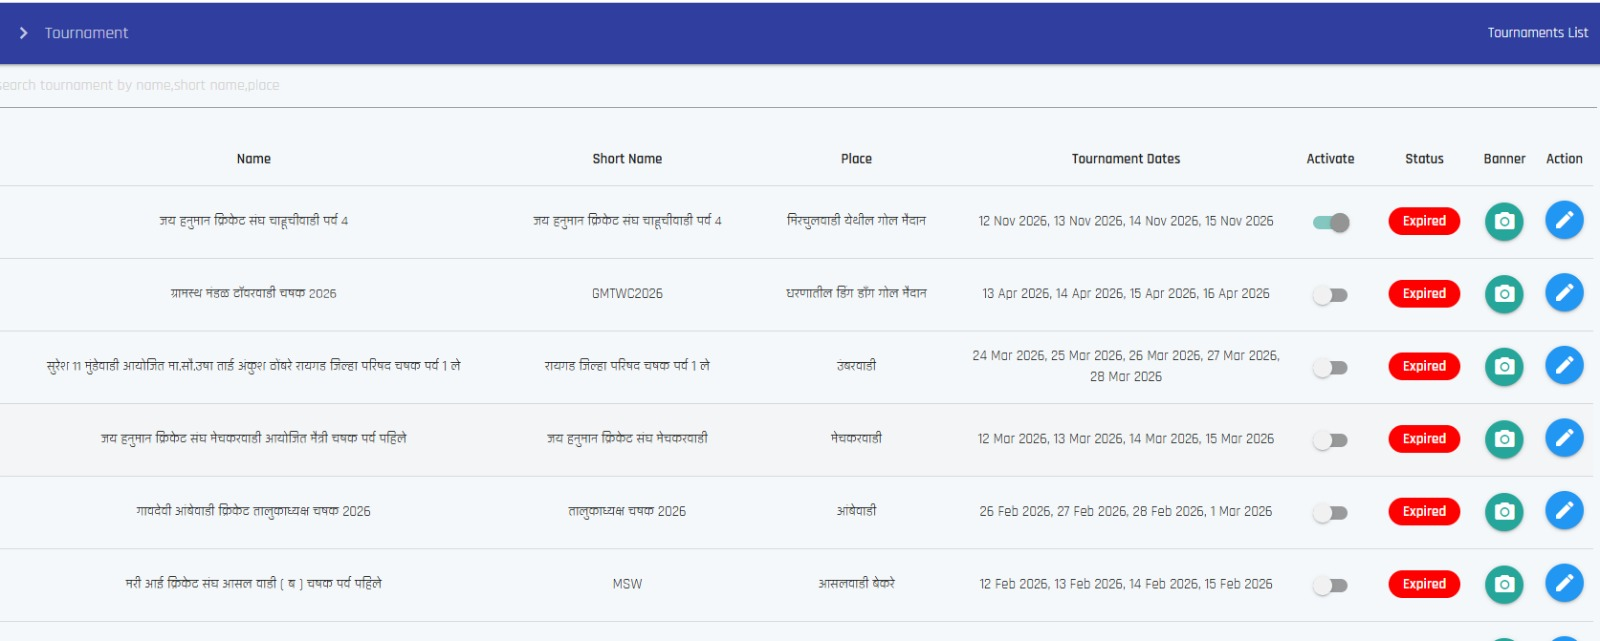 Tournament
Tournaments List
search tournament by name,short name,place
Name Short Name Place Tournament Dates Activate Status Banner Action
जय हनुमान क्रिकेट संघ चाहूचीवाडी पर्व 4 जय हनुमान क्रिकेट संघ चाहूचीवाडी पर्व 4 मिरचुलवाडी येथील गोल मैदान 12 Nov 2026, 13 Nov 2026, 14 Nov 2026, 15 Nov 2026 Expired
ग्रामस्थ मंडळ टॉवरवाडी चषक 2026 GMTWC2026 धरणातील डिंग डाँग गोल मैदान 13 Apr 2026, 14 Apr 2026, 15 Apr 2026, 16 Apr 2026 Expired
सुरेश 11 मुंडेवाडी आयोजित मा.सौ.उषा ताई अंकुश ठोंबरे रायगड जिल्हा परिषद चषक पर्व 1 ले रायगड जिल्हा परिषद चषक पर्व 1 ले उंबरवाडी 24 Mar 2026, 25 Mar 2026, 26 Mar 2026, 27 Mar 2026, Expired
28 Mar 2026
जय हनुमान क्रिकेट संघ मेचकरवाडी आयोजित मैत्री चषक पर्व पहिले जय हनुमान क्रिकेट संघ मेचकरवाडी मेचकरवाडी 12 Mar 2026, 13 Mar 2026, 14 Mar 2026, 15 Mar 2026 Expired
गावदेवी आंबेवाडी क्रिकेट तालुकाध्यक्ष चषक 2026 तालुकाध्यक्ष चषक 2026 आंबेवाडी 26 Feb 2026, 27 Feb 2026, 28 Feb 2026, 1 Mar 2026 Expired
मरी आई क्रिकेट संघ आसल वाडी ( ब ) चषक पर्व पहिले MSW आसलवाडी बेकरे 12 Feb 2026, 13 Feb 2026, 14 Feb 2026, 15 Feb 2026 Expired